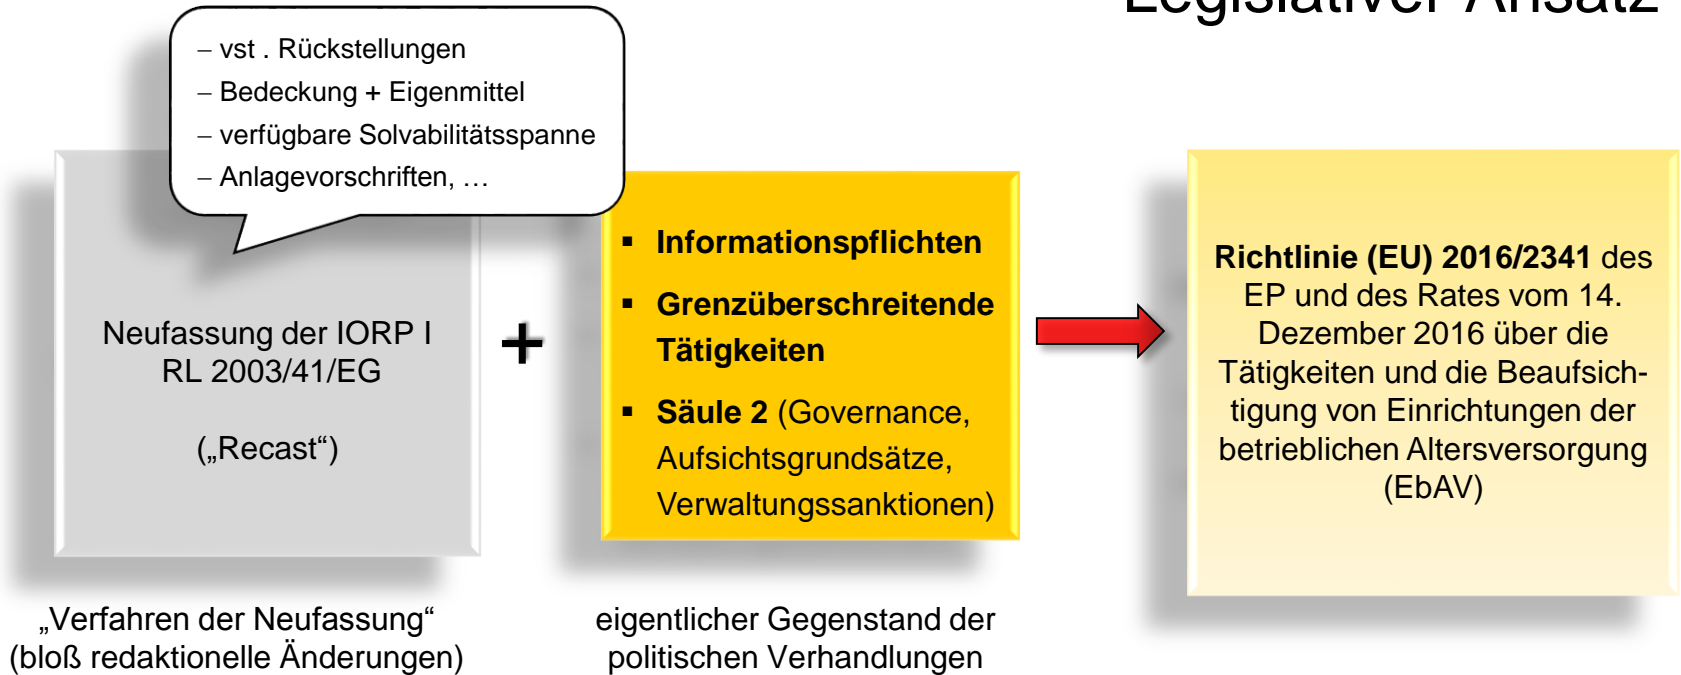 Legislativer Ansatz
– vst . Rückstellungen
– Bedeckung + Eigenmittel
– verfügbare Solvabilitätsspanne
– Anlagevorschriften, …
Neufassung der IORP I
RL 2003/41/EG
(„Recast“)
+
▪ Informationspflichten
▪ Grenzüberschreitende
Tätigkeiten
▪ Säule 2 (Governance,
Aufsichtsgrundsätze,
Verwaltungssanktionen)
Richtlinie (EU) 2016/2341 des
EP und des Rates vom 14.
Dezember 2016 über die
Tätigkeiten und die Beaufsich-
tigung von Einrichtungen der
betrieblichen Altersversorgung
(EbAV)
„Verfahren der Neufassung“
(bloß redaktionelle Änderungen)
eigentlicher Gegenstand der
politischen Verhandlungen